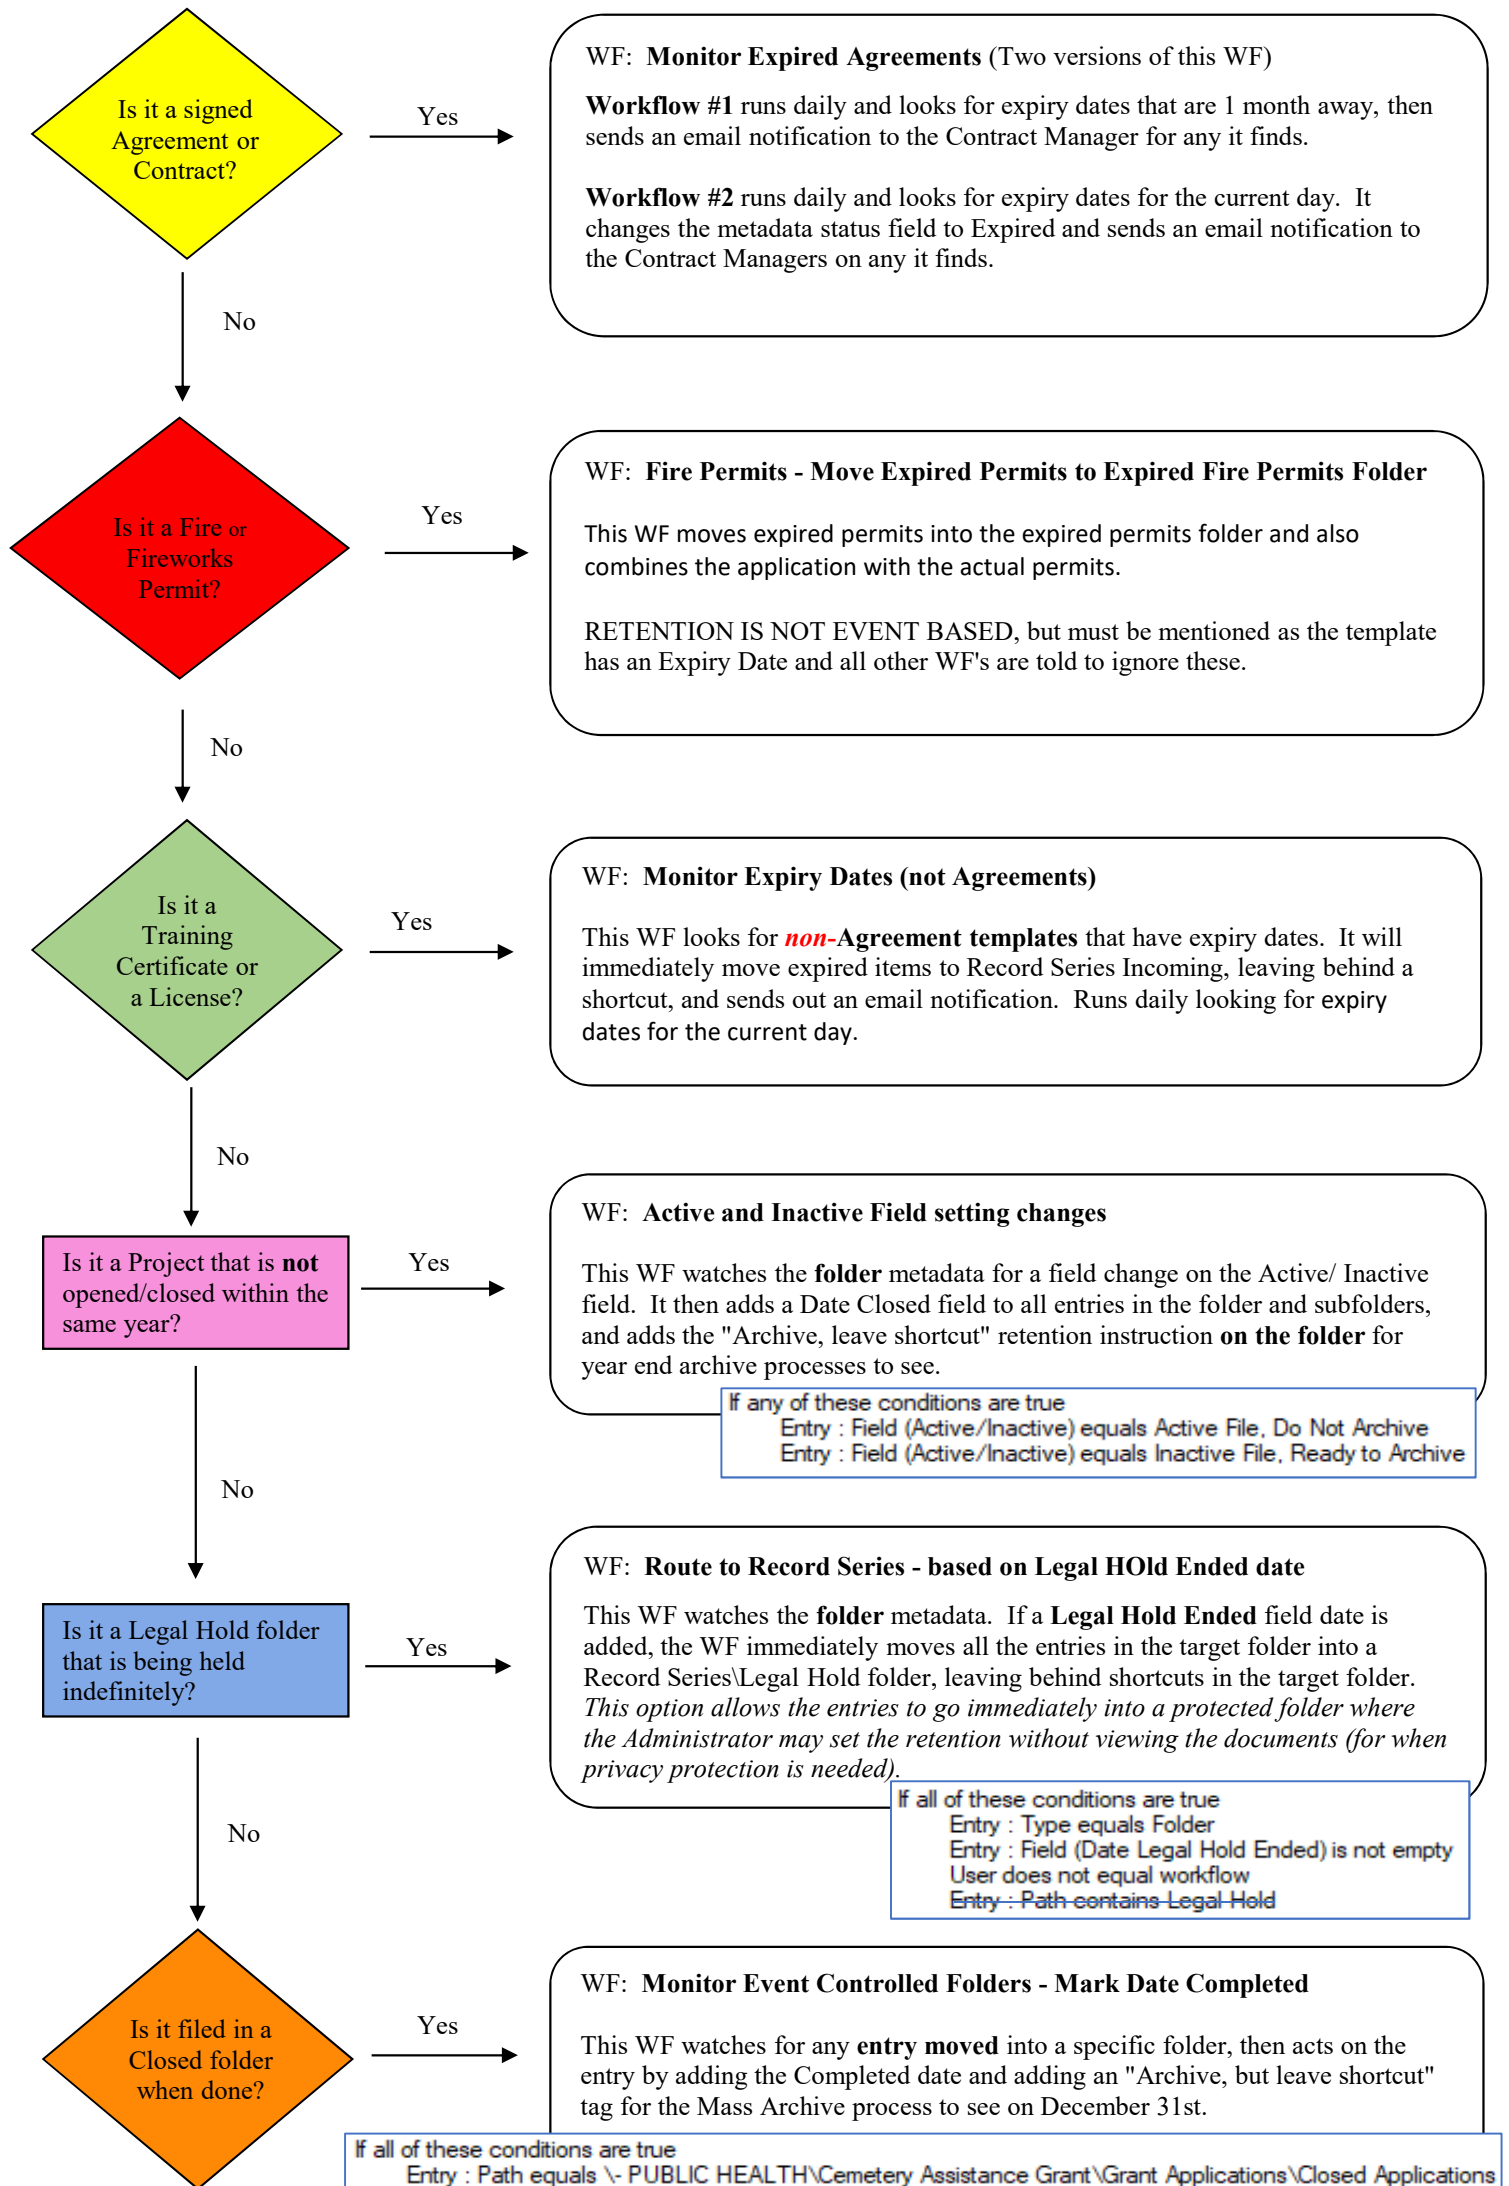 Is it a signed
Agreement or
Contract?
Yes
WF:  Monitor Expired Agreements (Two versions of this WF)
Workflow #1 runs daily and looks for expiry dates that are 1 month away, then
sends an email notification to the Contract Manager for any it finds.
Workflow #2 runs daily and looks for expiry dates for the current day.  It
changes the metadata status field to Expired and sends an email notification to
the Contract Managers on any it finds.
No
Is it a Fire or
Fireworks
Permit?
Yes
WF:  Fire Permits - Move Expired Permits to Expired Fire Permits Folder
This WF moves expired permits into the expired permits folder and also
combines the application with the actual permits.
RETENTION IS NOT EVENT BASED, but must be mentioned as the template
has an Expiry Date and all other WF's are told to ignore these.
No
Is it a
Training
Certificate or
a License?
Yes
WF:  Monitor Expiry Dates (not Agreements)
This WF looks for non-Agreement templates that have expiry dates.  It will
immediately move expired items to Record Series Incoming, leaving behind a
shortcut, and sends out an email notification.  Runs daily looking for expiry
dates for the current day.
No
Is it a Project that is not
opened/closed within the
same year?
Yes
WF:  Active and Inactive Field setting changes
This WF watches the folder metadata for a field change on the Active/ Inactive
field.  It then adds a Date Closed field to all entries in the folder and subfolders,
and adds the "Archive, leave shortcut" retention instruction on the folder for
year end archive processes to see.
If any of these conditions are true
Entry : Field (Active/Inactive) equals Active File, Do Not Archive
Entry : Field (Active/Inactive) equals Inactive File, Ready to Archive
No
Is it a Legal Hold folder
that is being held
indefinitely?
Yes
WF:  Route to Record Series - based on Legal HOld Ended date
This WF watches the folder metadata.  If a Legal Hold Ended field date is
added, the WF immediately moves all the entries in the target folder into a
Record Series\Legal Hold folder, leaving behind shortcuts in the target folder.
This option allows the entries to go immediately into a protected folder where
the Administrator may set the retention without viewing the documents (for when
privacy protection is needed).
If all of these conditions are true
Entry : Type equals Folder
Entry : Field (Date Legal Hold Ended) is not empty
User does not equal workflow
Entry : Path contains Legal Hold
No
Is it filed in a
Closed folder
when done?
Yes
WF:  Monitor Event Controlled Folders - Mark Date Completed
This WF watches for any entry moved into a specific folder, then acts on the
entry by adding the Completed date and adding an "Archive, but leave shortcut"
tag for the Mass Archive process to see on December 31st.
If all of these conditions are true
Entry : Path equals \- PUBLIC HEALTH\Cemetery Assistance Grant\Grant Applications\Closed Applications